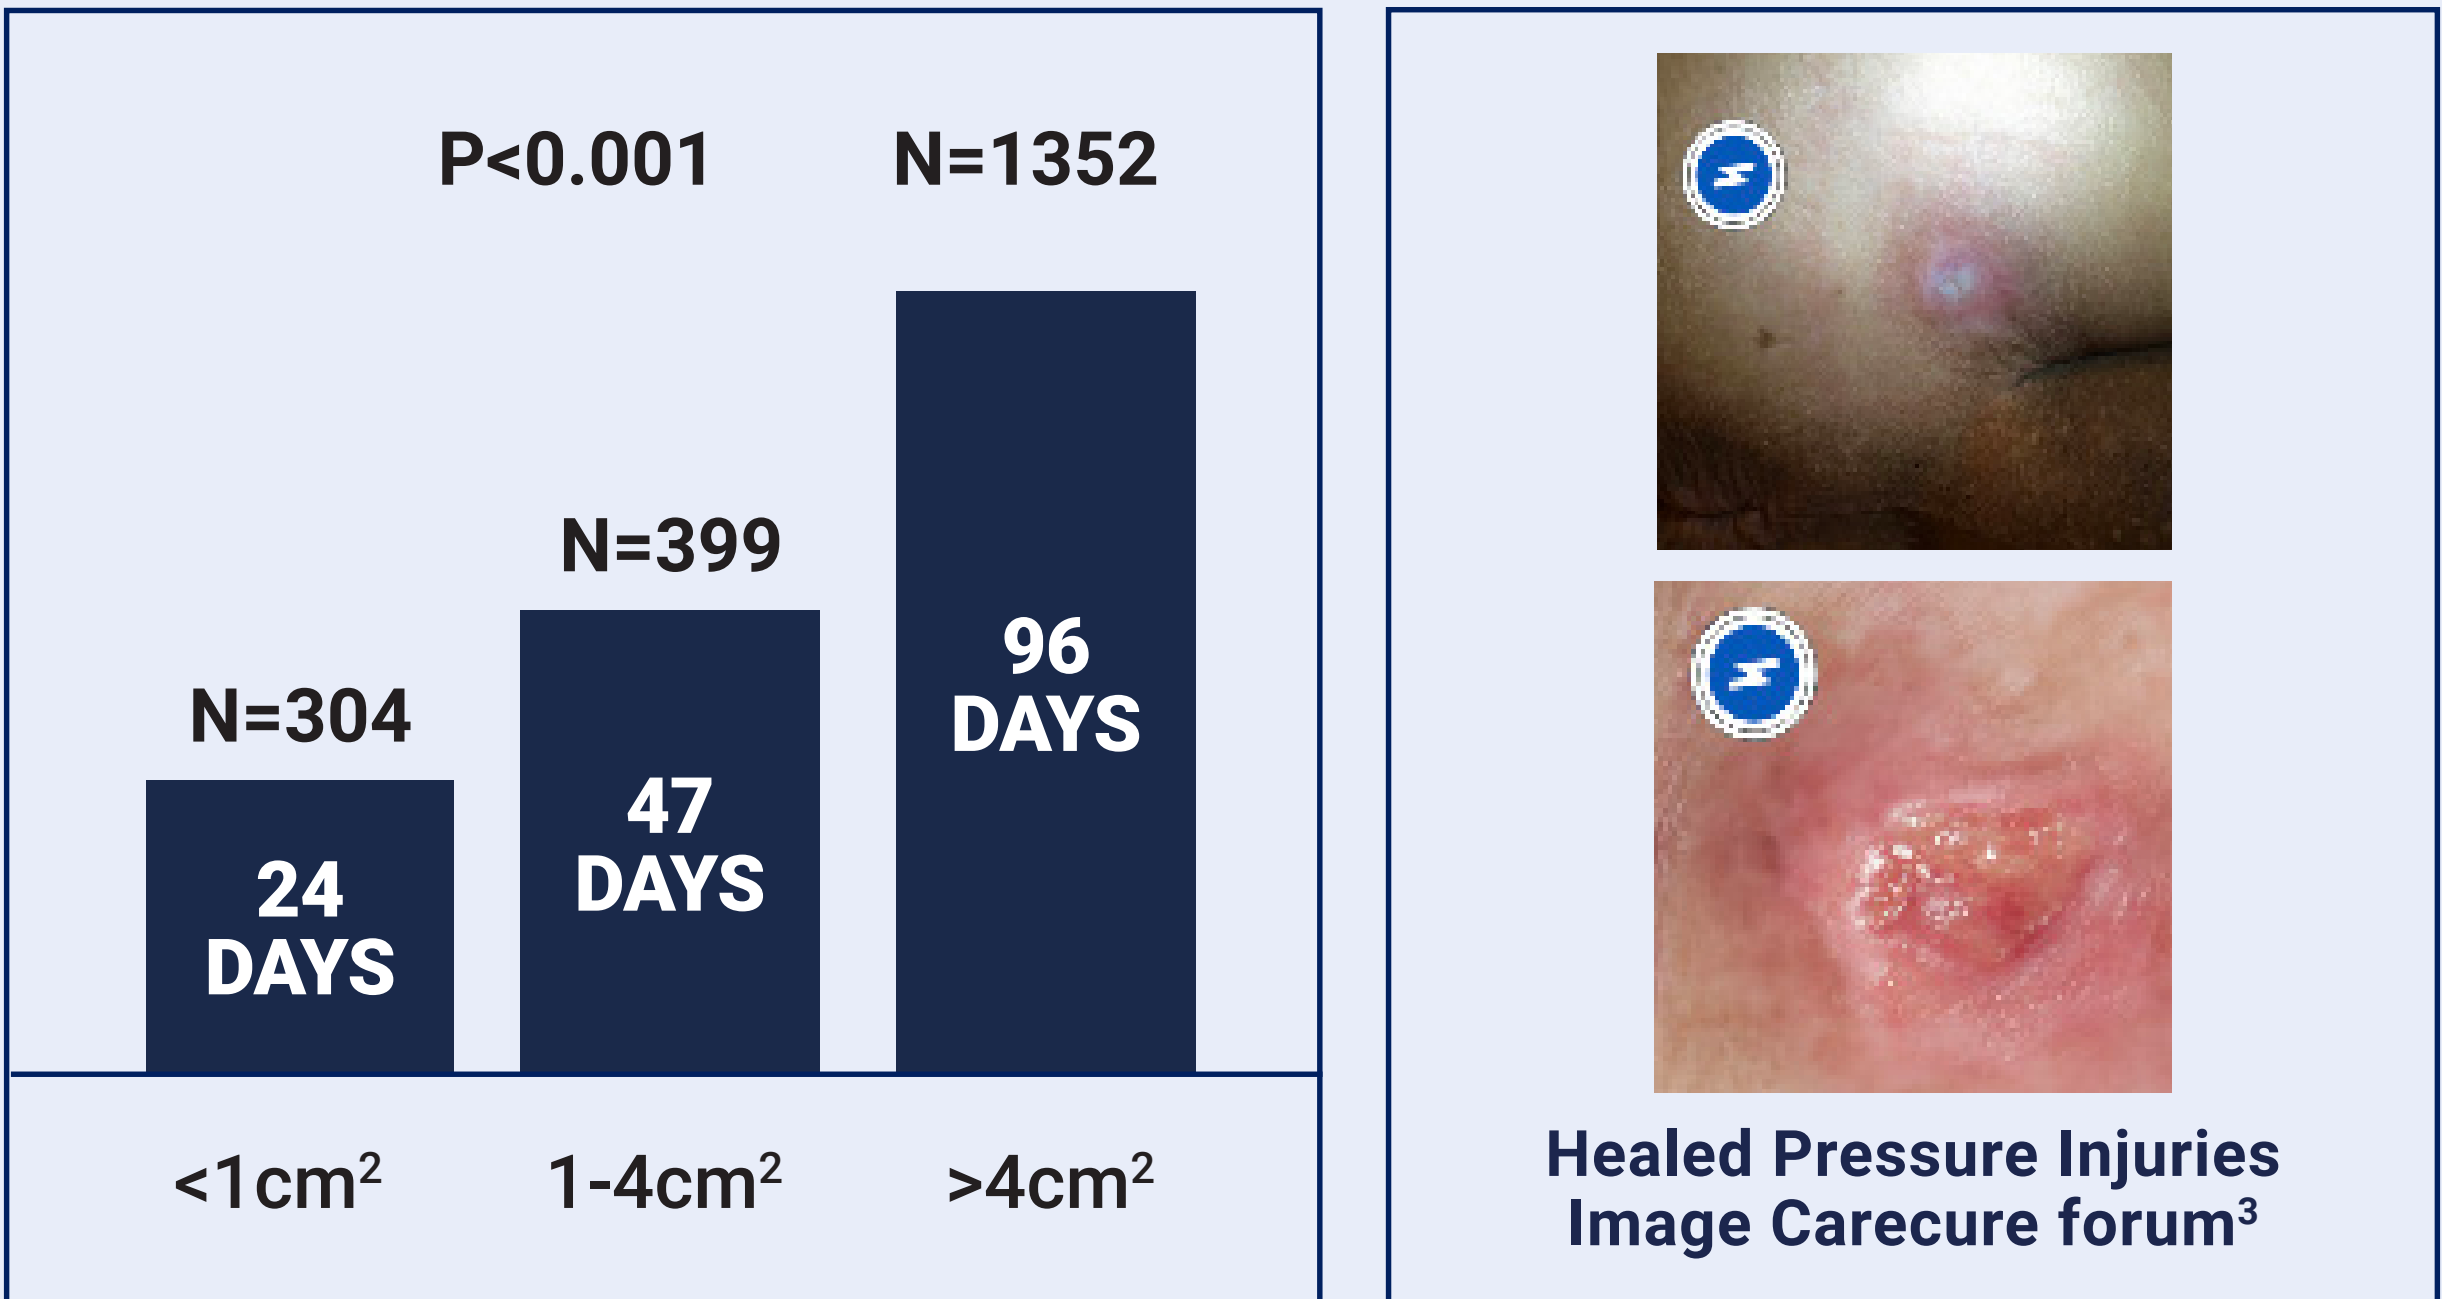 P<0.001
N=1352
N=399
N=304
96
DAYS
47
DAYS
24
DAYS
<1cm²
1-4cm²
>4cm²
Healed Pressure Injuries
Image Carecure forum³